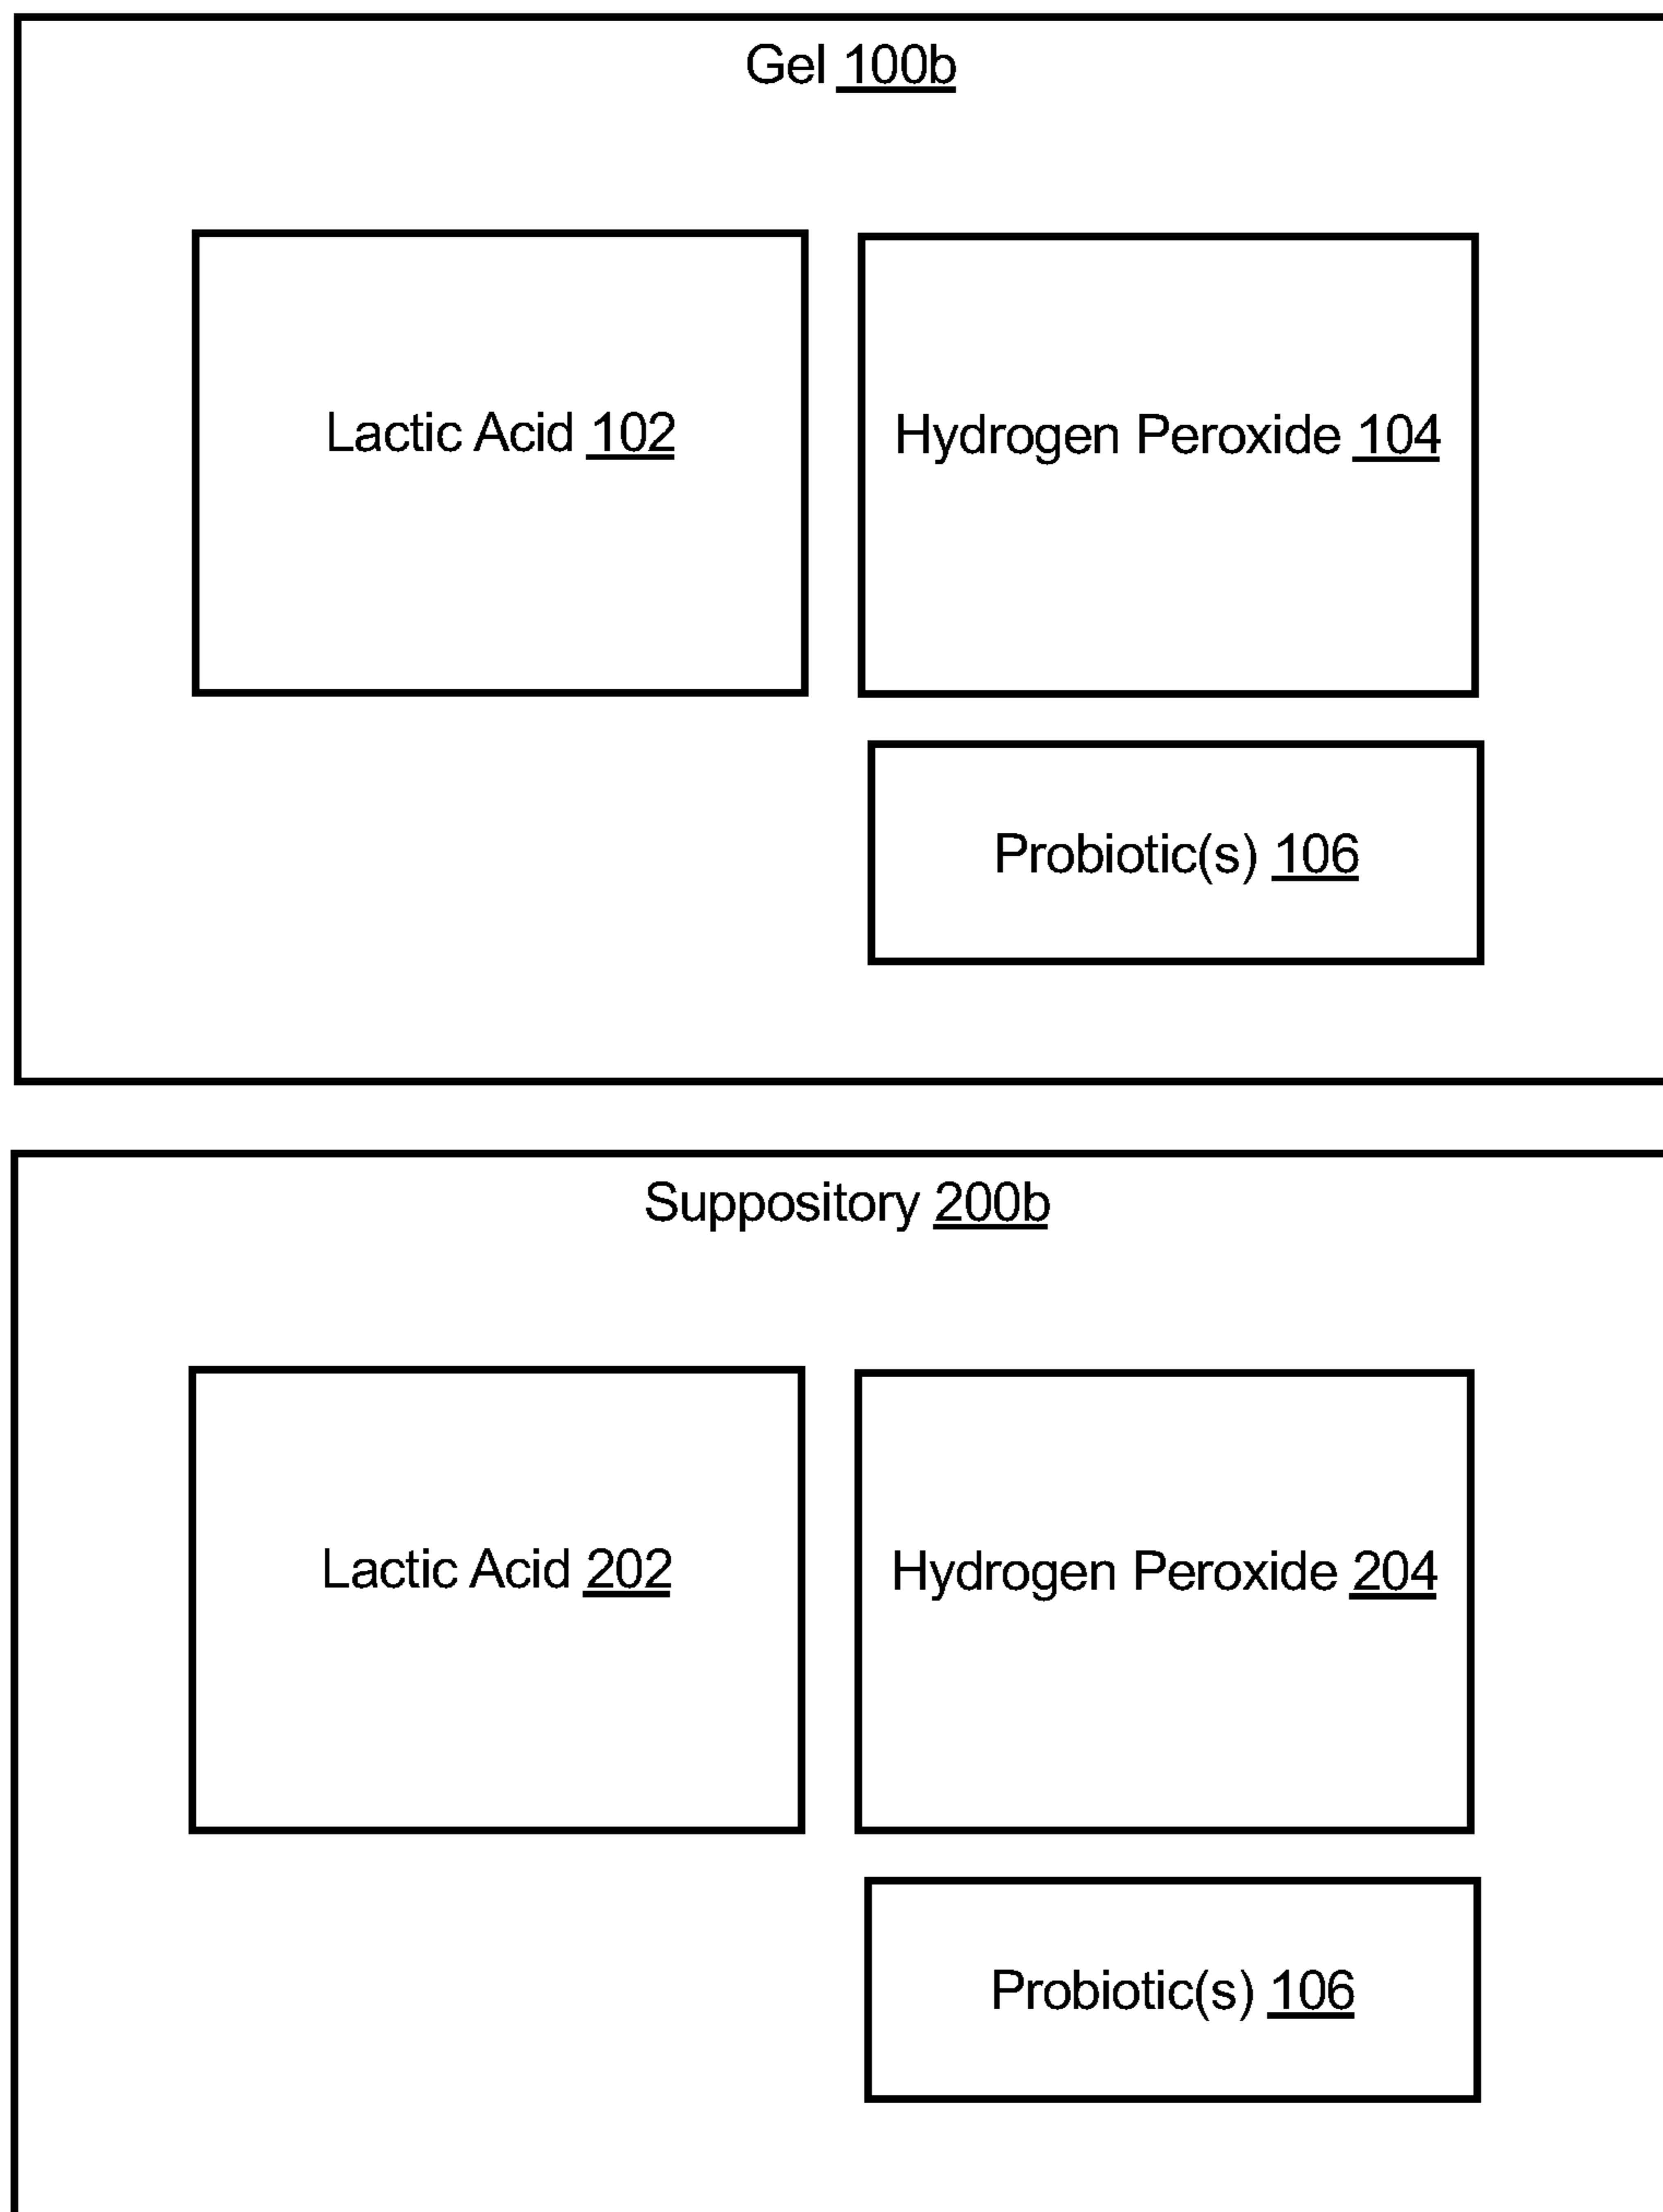 Gel 100b
Lactic Acid 102
Hydrogen Peroxide 104
Probiotic(s) 106
Suppository 200b
Lactic Acid 202
Hydrogen Peroxide 204
Probiotic(s) 106